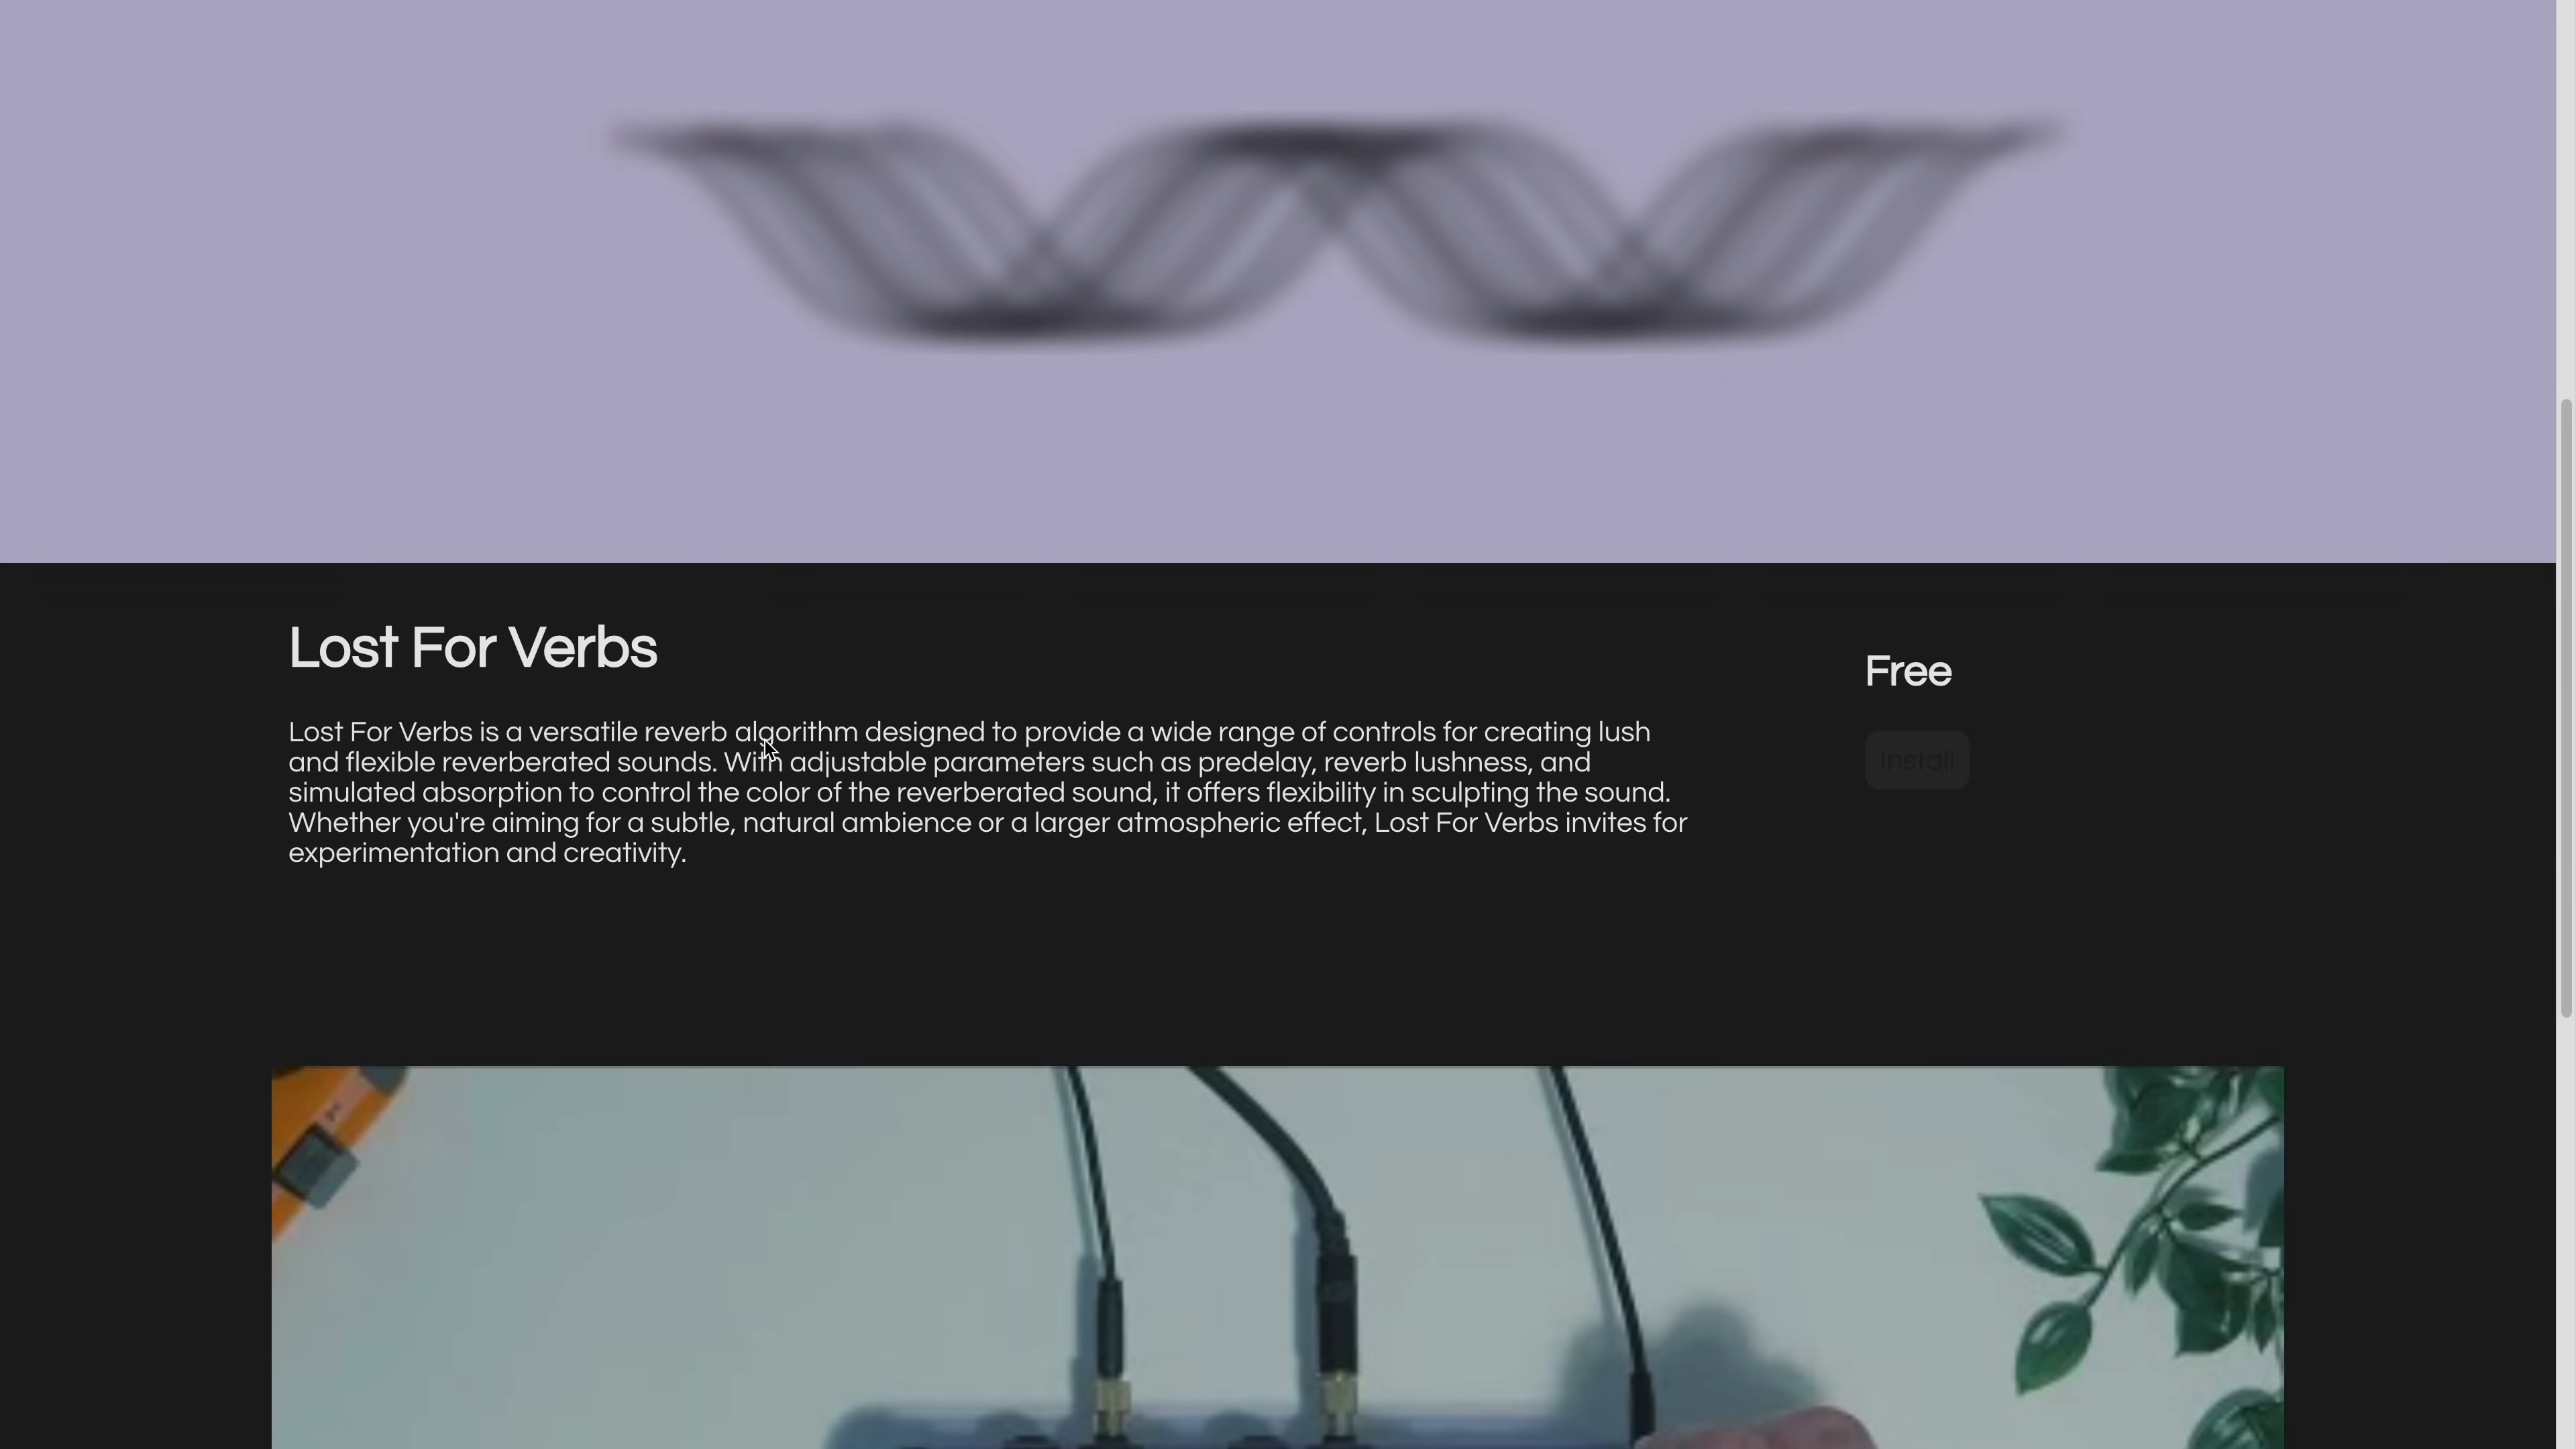 Lost For Verbs
Free
Lost For Verbs is a versatile reverb algorithm designed to provide a wide range of controls for creating lush
and flexible reverberated sounds. With adjustable parameters such as predelay, reverb lushness, and
simulated absorption to control the color of the reverberated sound, it offers flexibility in sculpting the sound.
Whether you're aiming for a subtle, natural ambience or a larger atmospheric effect, Lost For Verbs invites for
experimentation and creativity.
Install